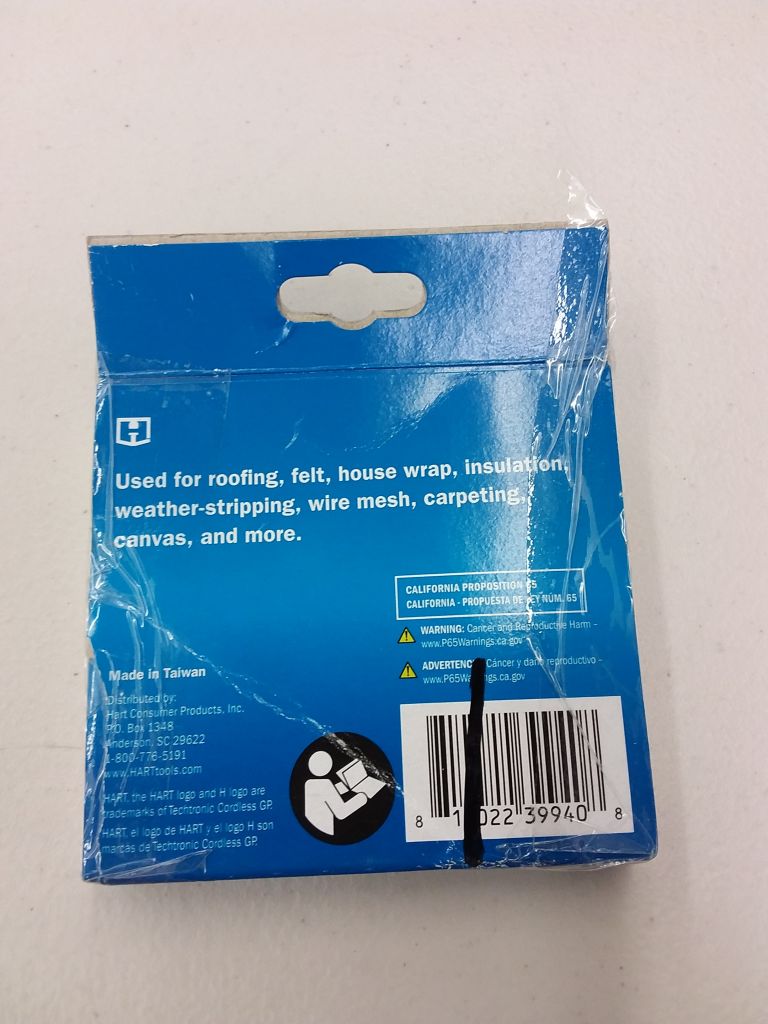 Used for roofing, felt, house wrap, insulation,
weather-stripping, wire mesh, carpeting,
canvas, and more.
CALIFORNIA PROPOSITION 65
CALIFORNIA - PROPUESTA DE LEY NÚM. 65
WARNING: Cancer and Reproductive Harm –
www.P65Warnings.ca.gov
ADVERTENCIA: Cáncer y daño reproductivo –
www.P65Warnings.ca.gov
Made in Taiwan
Distributed by:
Hart Consumer Products, Inc.
P.O. Box 1348
Anderson, SC 29622
1-800-776-5191
www.HARTtools.com
HART, the HART logo and H logo are
trademarks of Techtronic Cordless GP.
HART, el logo de HART y el logo H son
marcas de Techtronic Cordless GP.
8 022 39940 8